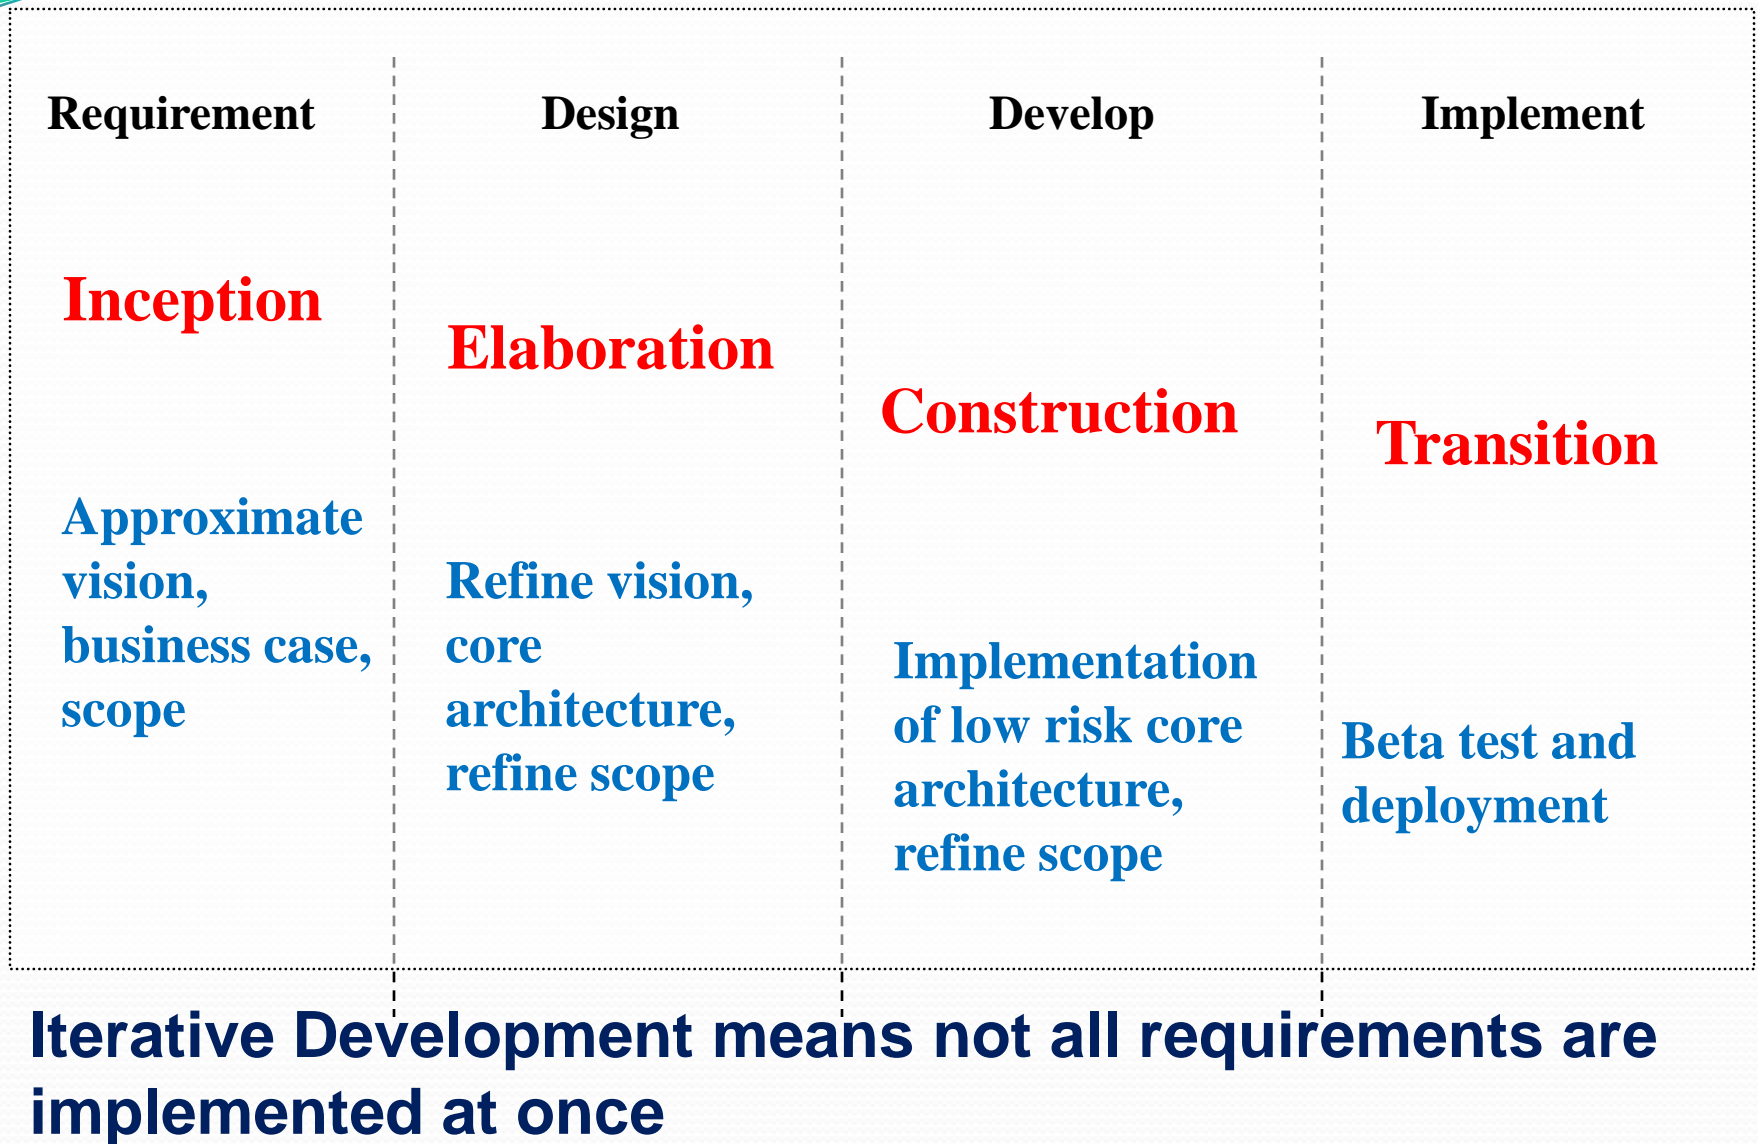 Requirement
Design
Develop
Implement
Inception
Elaboration
Construction
Transition
Approximate
vision,
business case,
scope
Refine vision,
core
architecture,
refine scope
Implementation
of low risk core
architecture,
refine scope
Beta test and
deployment
Iterative Development means not all requirements are
implemented at once